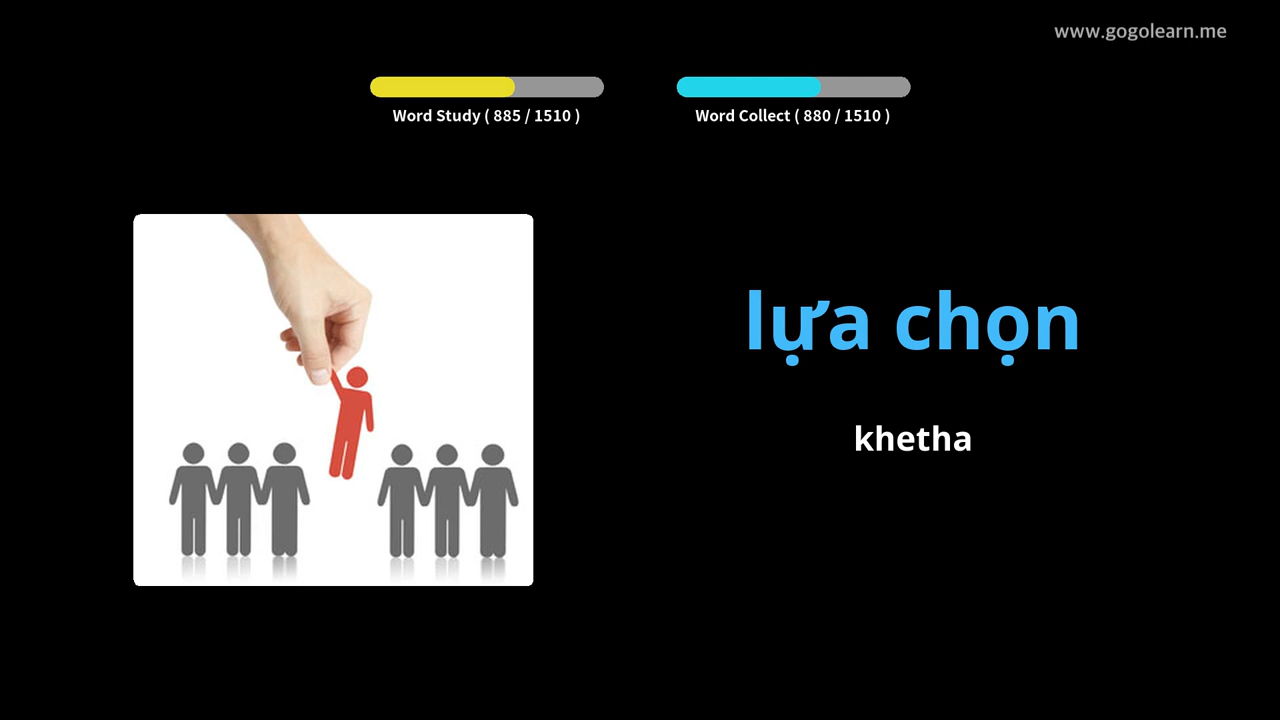 www.gogolearn.me
Word Study ( 885 / 1510 )
Word Collect ( 880 / 1510 )
lựa chọn
khetha